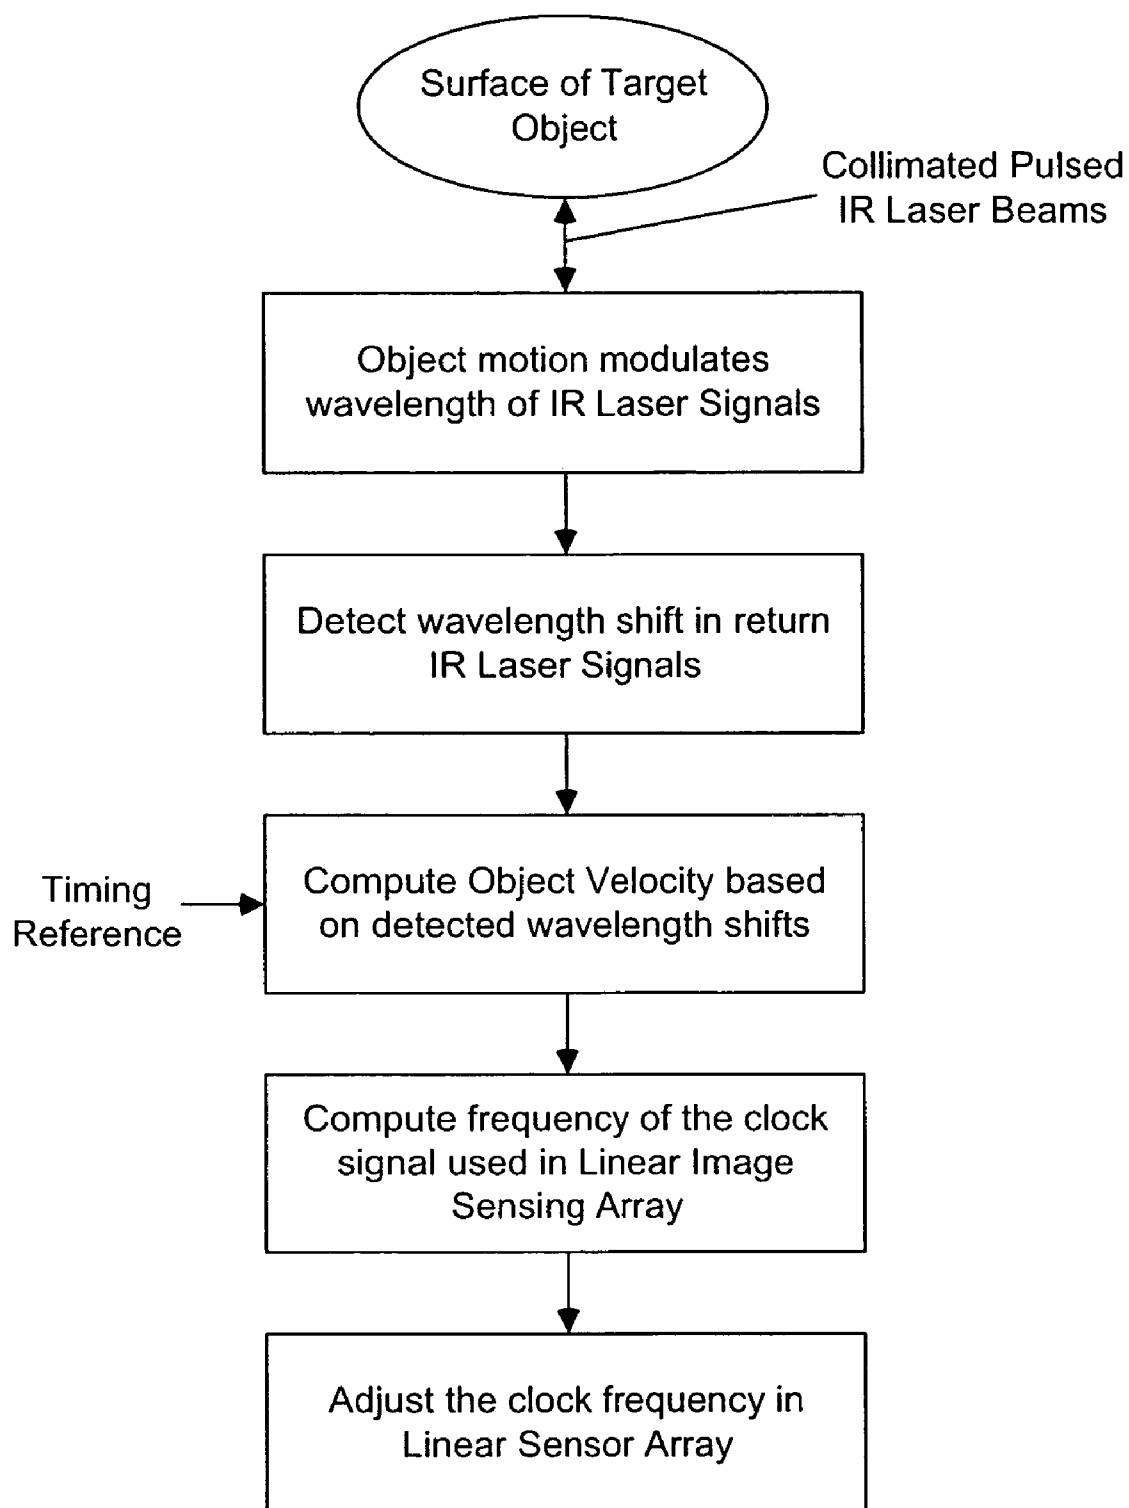 Surface of Target
Object
Collimated Pulsed
IR Laser Beams
Object motion modulates
wavelength of IR Laser Signals
Detect wavelength shift in return
IR Laser Signals
Timing
Reference
Compute Object Velocity based
on detected wavelength shifts
Compute frequency of the clock
signal used in Linear Image
Sensing Array
Adjust the clock frequency in
Linear Sensor Array